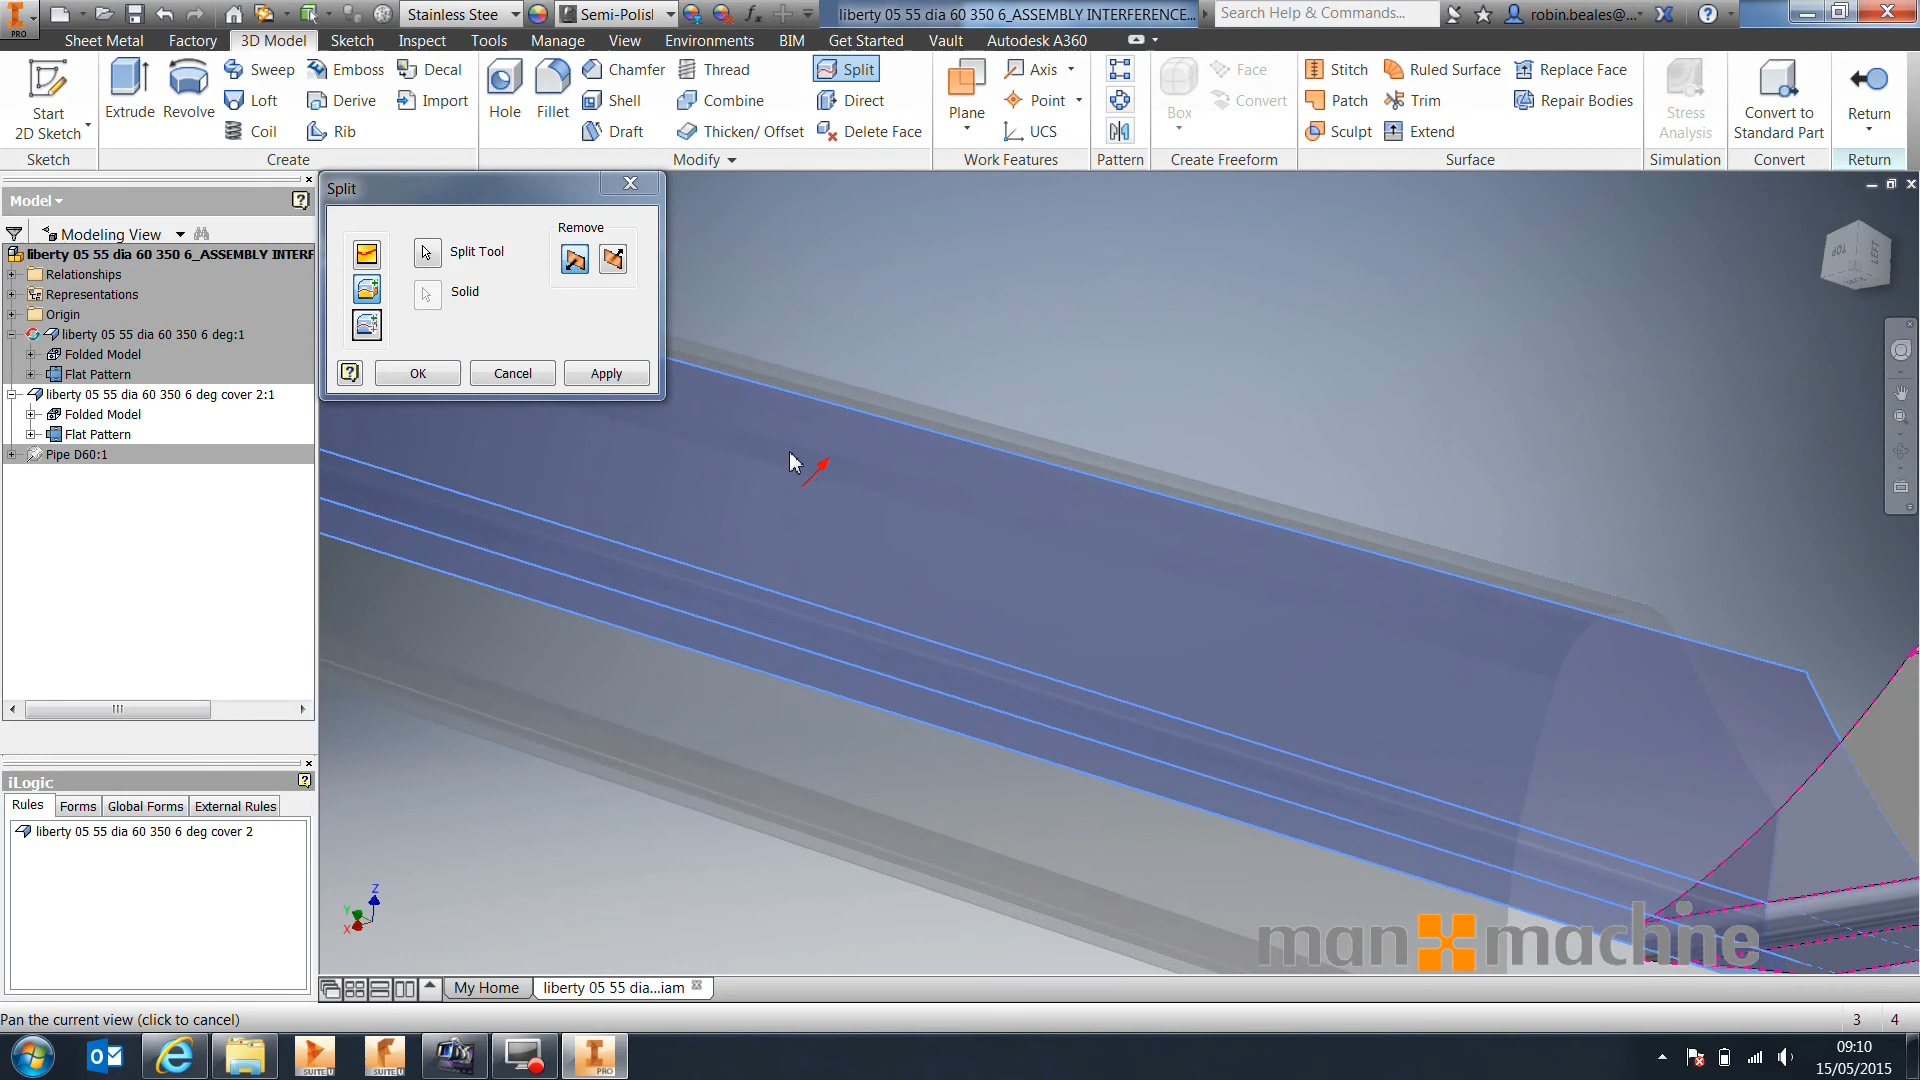 PRO
Stainless Stee
Semi-Polish
liberty 05 55 dia 60 350 6_ASSEMBLY INTERFERENCE...
Search Help & Commands...
robin.beales@...
Sheet Metal
Factory
3D Model
Sketch
Inspect
Tools
Manage
View
Environments
BIM
Get Started
Vault
Autodesk A360
Start
2D Sketch
Extrude
Revolve
Sweep
Loft
Coil
Emboss
Derive
Rib
Decal
Import
Hole
Fillet
Chamfer
Shell
Draft
Thread
Combine
Thicken/ Offset
Split
Direct
Delete Face
Plane
Axis
Point
UCS
Box
Face
Convert
Stitch
Patch
Sculpt
Ruled Surface
Trim
Extend
Replace Face
Repair Bodies
Stress
Analysis
Convert to
Standard Part
Return
Sketch
Create
Modify
Work Features
Pattern
Create Freeform
Surface
Simulation
Convert
Return
Model
Modeling View
liberty 05 55 dia 60 350 6_ASSEMBLY INTERF
Relationships
Representations
Origin
liberty 05 55 dia 60 350 6 deg:1
Folded Model
Flat Pattern
liberty 05 55 dia 60 350 6 deg cover 2:1
Folded Model
Flat Pattern
Pipe D60:1
Split
Split Tool
Solid
Remove
OK
Cancel
Apply
TOP
LEFT
iLogic
Rules
Forms
Global Forms
External Rules
liberty 05 55 dia 60 350 6 deg cover 2
Z
Y
X
man machine
My Home
liberty 05 55 dia...iam
Pan the current view (click to cancel)
3
4
SUITE U
SUITE U
PRO
09:10
15/05/2015